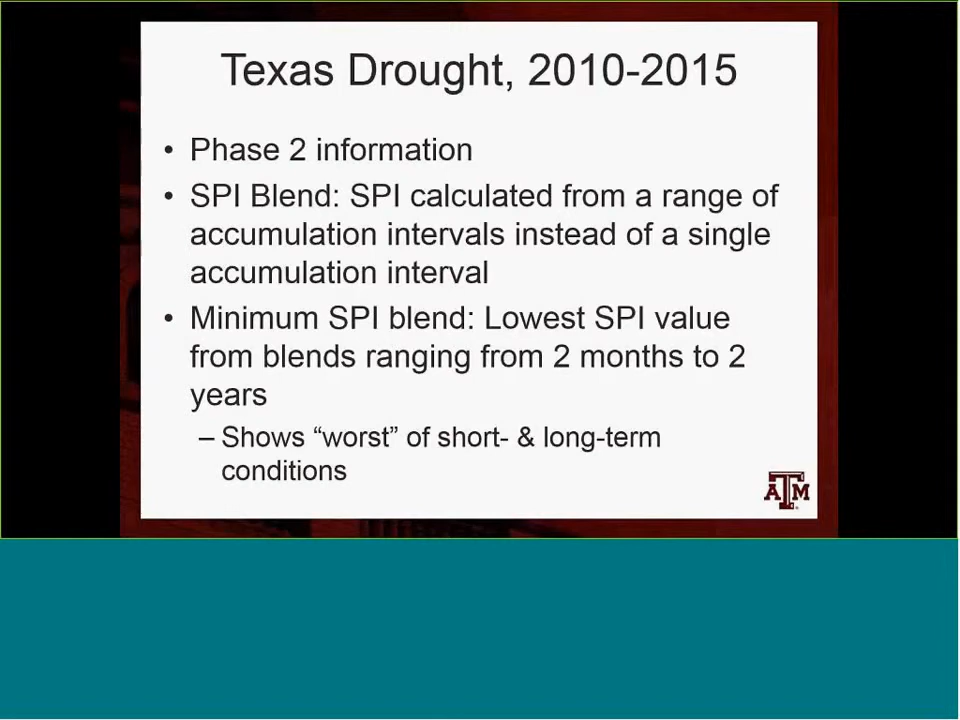 Texas Drought, 2010-2015
• Phase 2 information
• SPI Blend: SPI calculated from a range of
accumulation intervals instead of a single
accumulation interval
• Minimum SPI blend: Lowest SPI value
from blends ranging from 2 months to 2
years
– Shows “worst” of short- & long-term
conditions
ATM